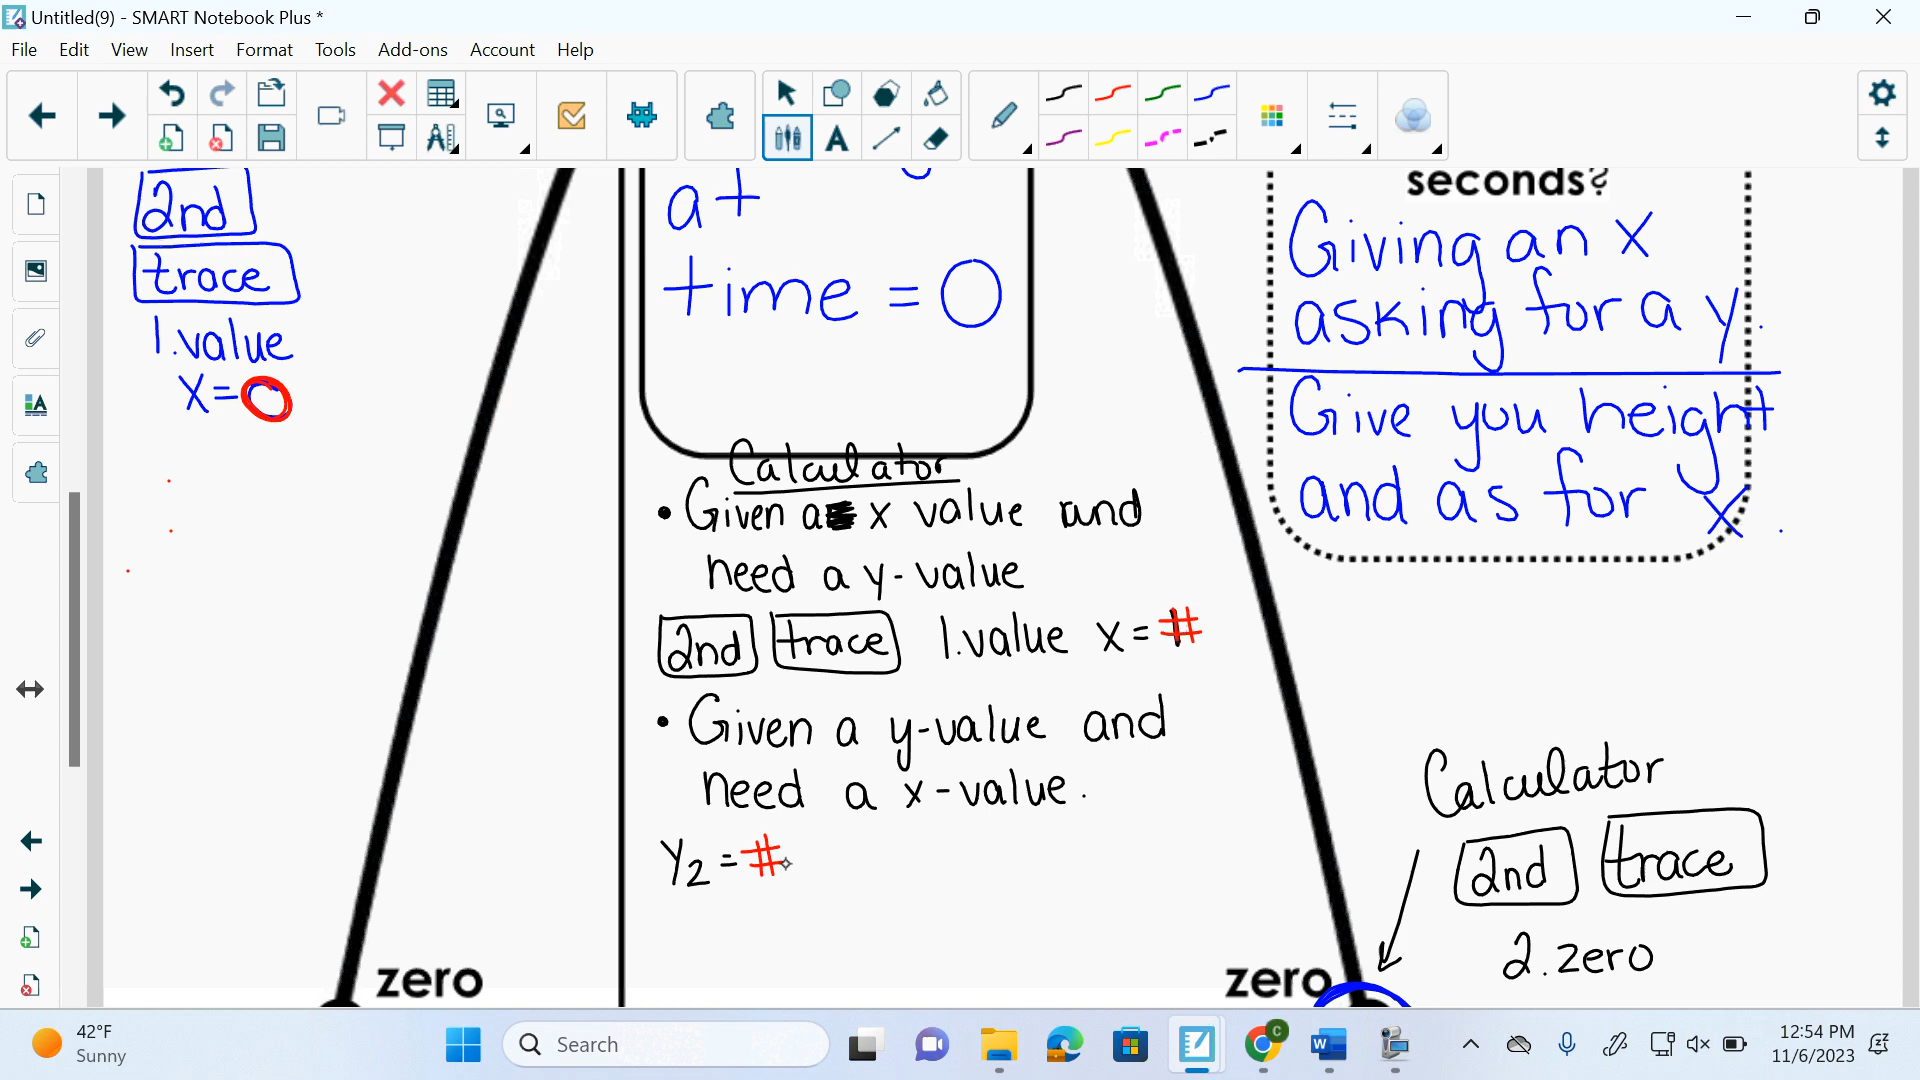 Untitled(9) - SMART Notebook Plus *
File Edit View Insert Format Tools Add-ons Account Help
2nd
trace
1.value
x=0
at
time = 0
seconds?
Giving an x
asking for a y.
Give you height
and as for x.
Calculator
• Given a x value and
need a y-value
2nd trace 1.value x=#
• Given a y-value and
need a x-value.
Y2=#
Calculator
2nd trace
2.zero
zero
zero
42°F
Sunny
Search
12:54 PM
11/6/2023